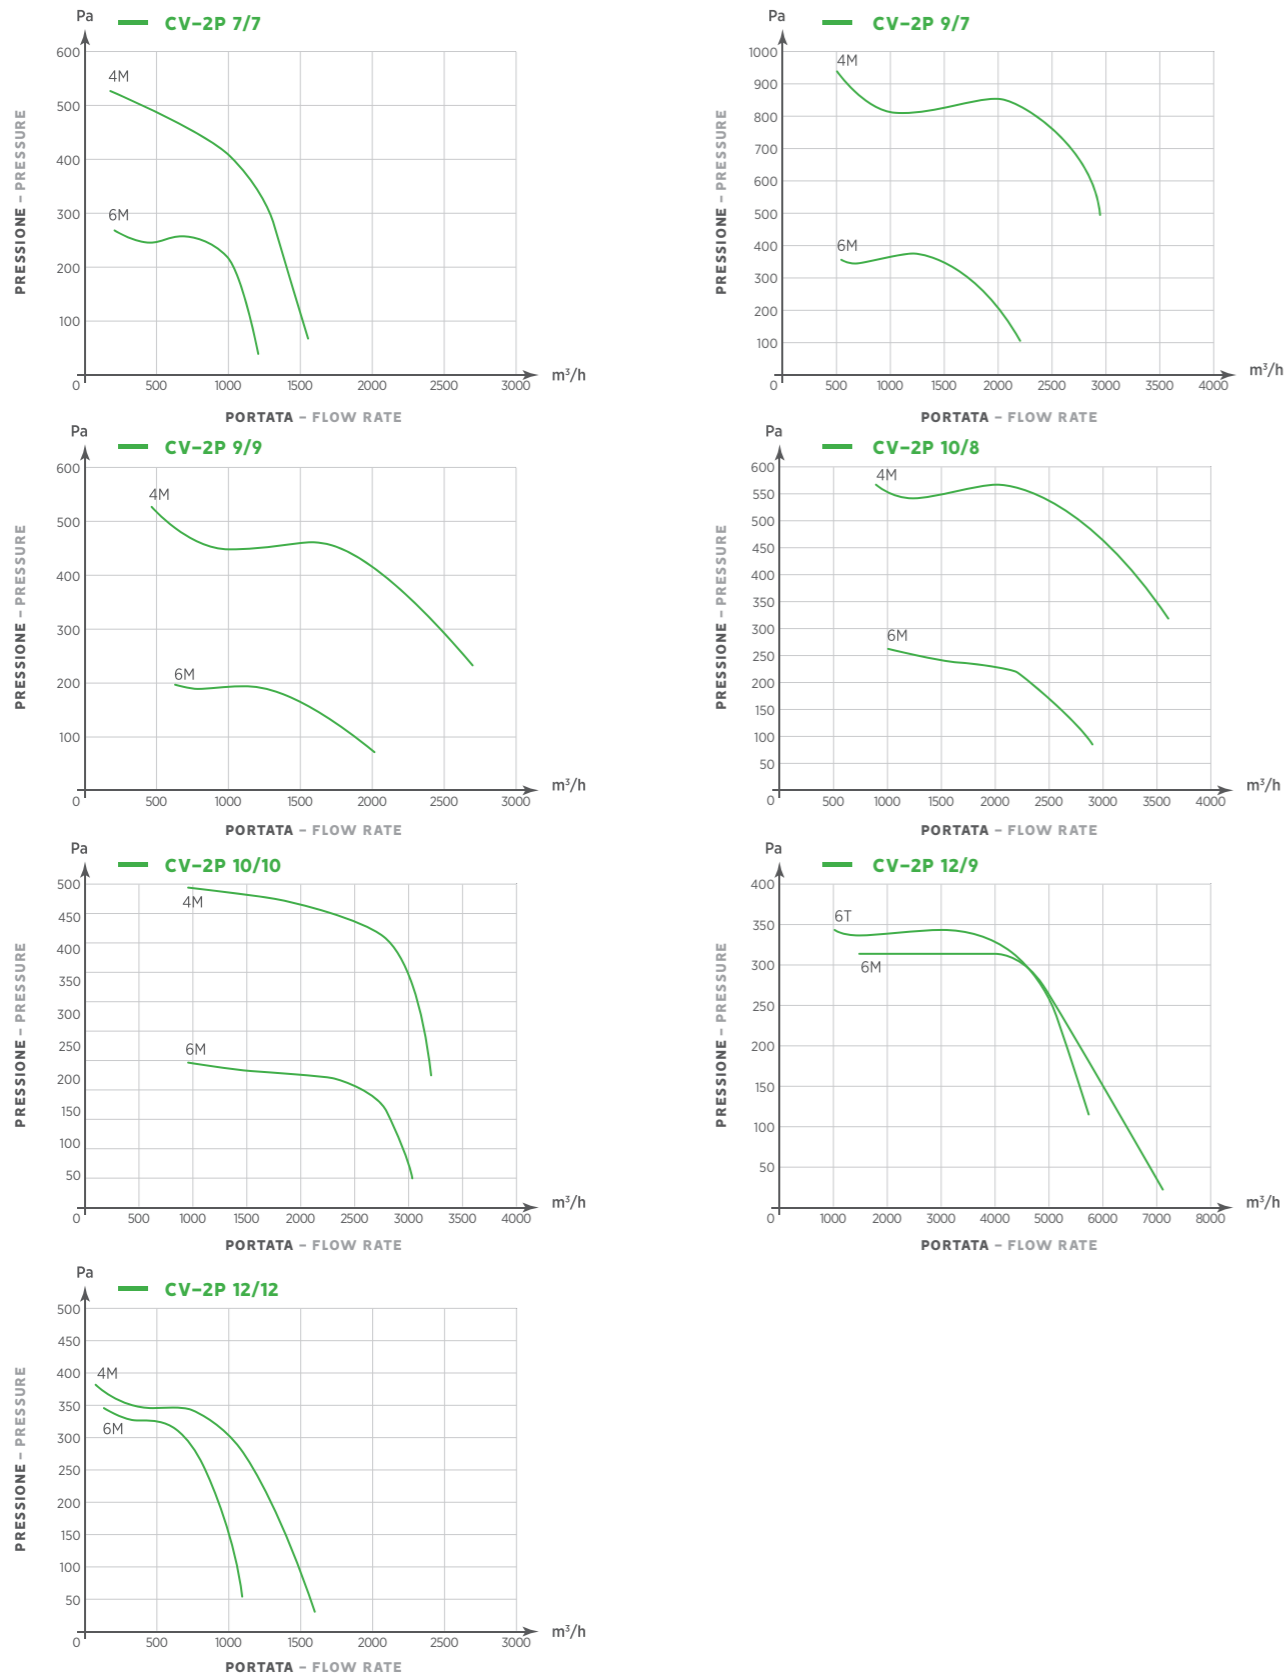 Pa
CV-2P 7/7
600
4M
500
400
300
6M
200
100
0 500 1000 1500 2000 2500 3000 m³/h
PRESSIONE – PRESSURE
PORTATA – FLOW RATE
Pa
CV-2P 9/7
1000
4M
900
800
700
600
500
400
6M
300
200
100
0 500 1000 1500 2000 2500 3000 3500 4000 m³/h
PRESSIONE – PRESSURE
PORTATA – FLOW RATE
Pa
CV-2P 9/9
600
4M
500
400
300
200
6M
100
0 500 1000 1500 2000 2500 3000 m³/h
PRESSIONE – PRESSURE
PORTATA – FLOW RATE
Pa
CV-2P 10/8
600
4M
550
500
450
400
350
300
6M
250
200
150
100
50
0 500 1000 1500 2000 2500 3000 3500 4000 m³/h
PRESSIONE – PRESSURE
PORTATA – FLOW RATE
Pa
CV-2P 10/10
500
4M
450
400
350
300
250
6M
200
150
100
50
0 500 1000 1500 2000 2500 3000 3500 4000 m³/h
PRESSIONE – PRESSURE
PORTATA – FLOW RATE
Pa
CV-2P 12/9
400
6T
350
300
6M
250
200
150
100
50
0 1000 2000 3000 4000 5000 6000 7000 8000 m³/h
PRESSIONE – PRESSURE
PORTATA – FLOW RATE
Pa
CV-2P 12/12
500
450
400
4M
350
6M
300
250
200
150
100
50
0 500 1000 1500 2000 2500 3000 m³/h
PRESSIONE – PRESSURE
PORTATA – FLOW RATE